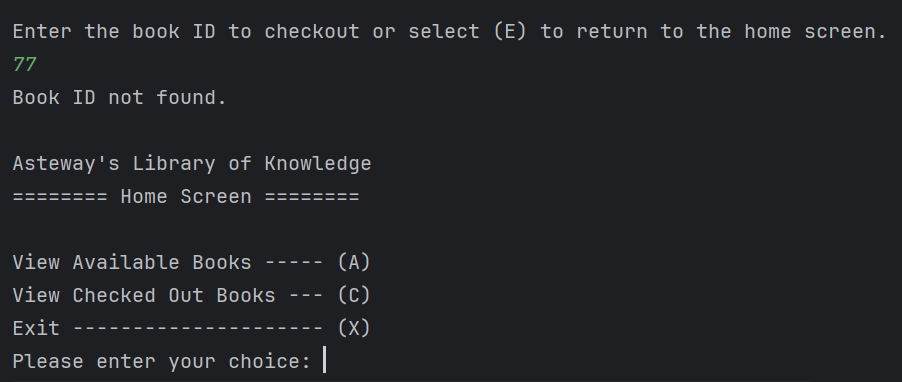 Enter the book ID to checkout or select (E) to return to the home screen.
77
Book ID not found.
Asteway's Library of Knowledge
======== Home Screen ========
View Available Books ----- (A)
View Checked Out Books --- (C)
Exit --------------------- (X)
Please enter your choice: